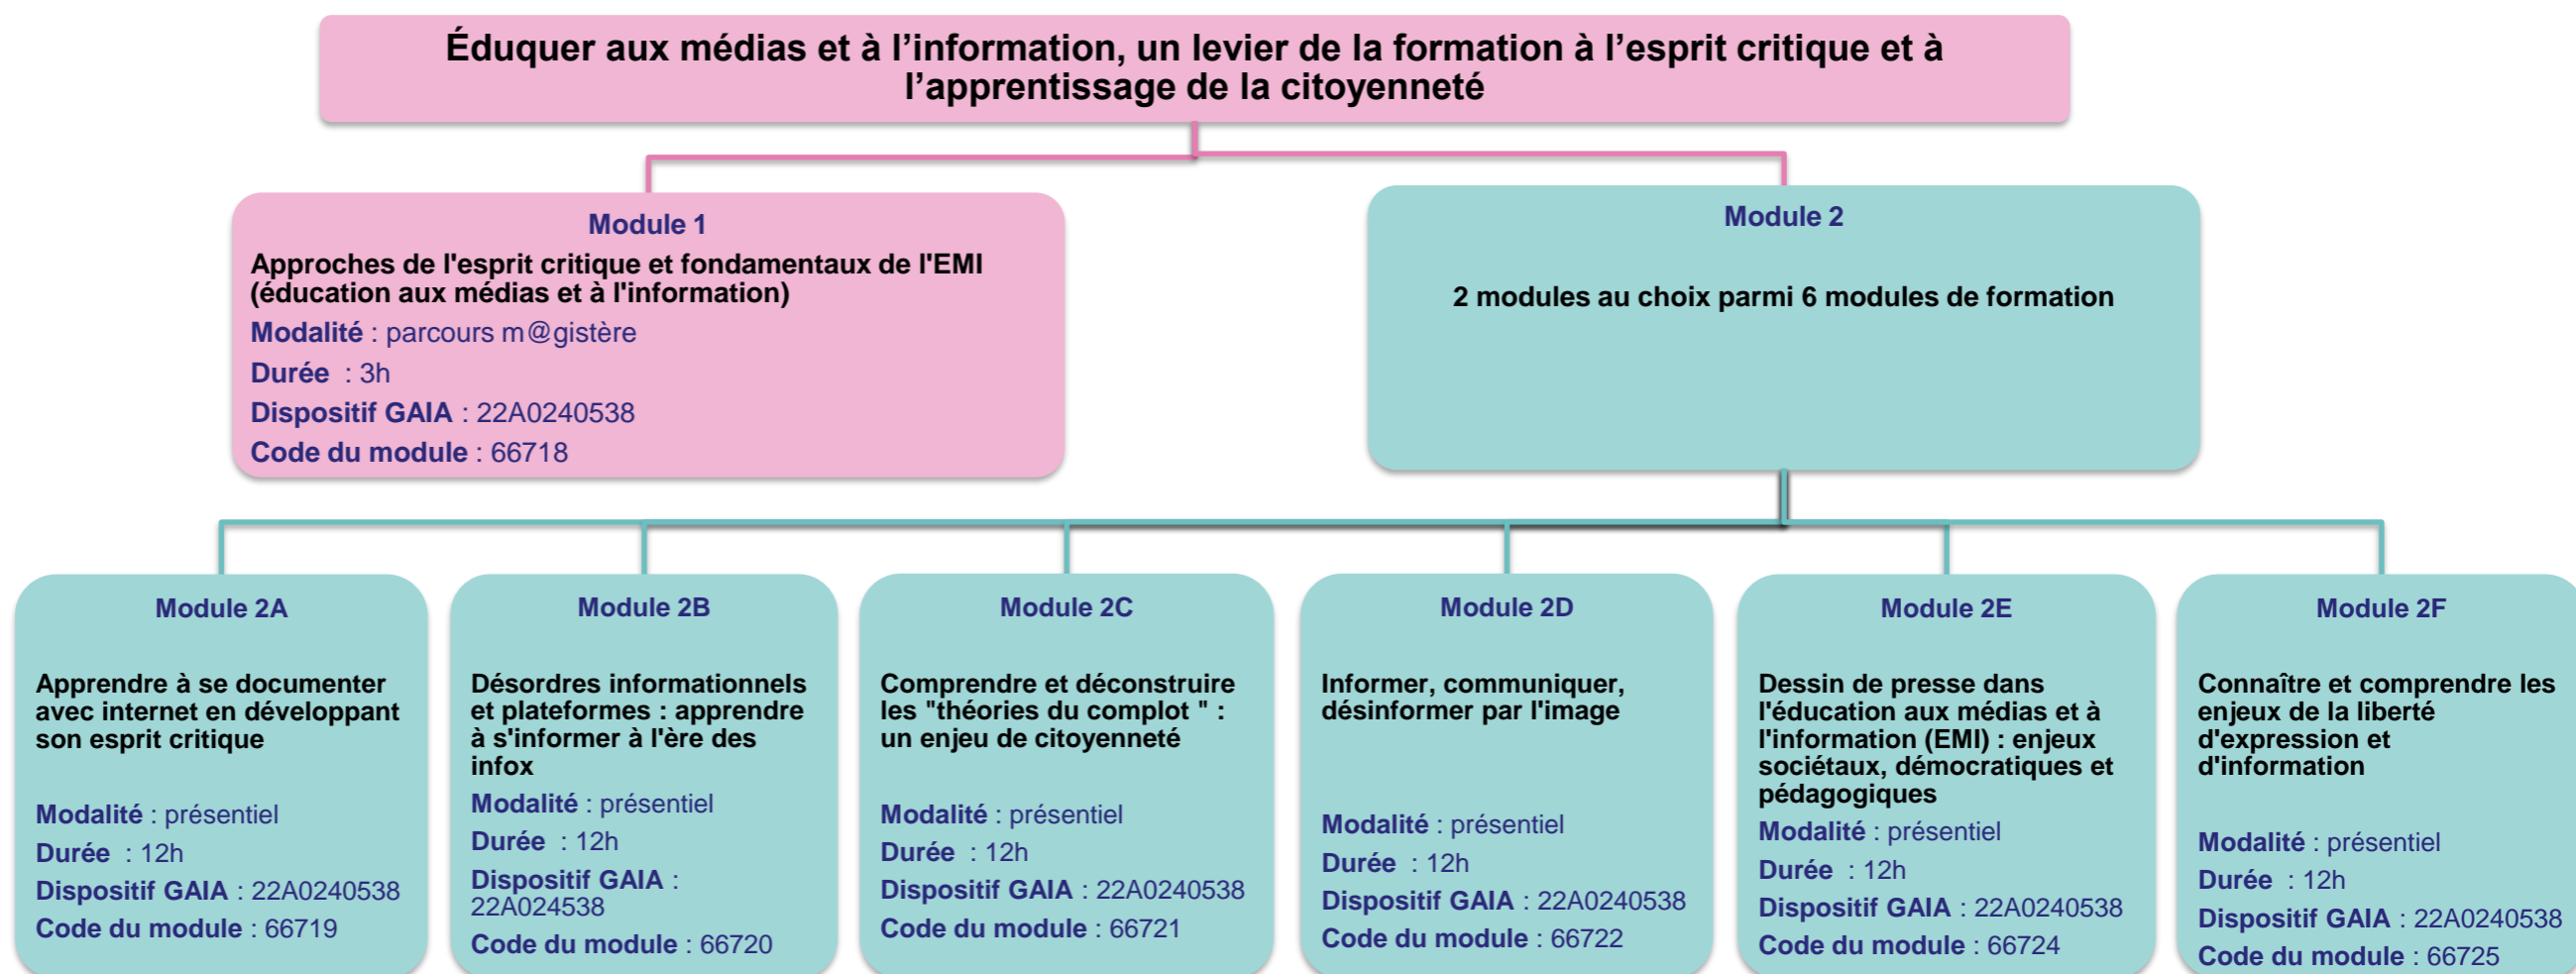 Éduquer aux médias et à l’information, un levier de la formation à l’esprit critique et à
l’apprentissage de la citoyenneté
Module 1
Approches de l'esprit critique et fondamentaux de l'EMI
(éducation aux médias et à l'information)
Modalité : parcours m@gistère
Durée : 3h
Dispositif GAIA : 22A0240538
Code du module : 66718
Module 2
2 modules au choix parmi 6 modules de formation
Module 2A
Apprendre à se documenter
avec internet en développant
son esprit critique
Modalité : présentiel
Durée : 12h
Dispositif GAIA : 22A0240538
Code du module : 66719
Module 2B
Désordres informationnels
et plateformes : apprendre
à s'informer à l'ère des
infox
Modalité : présentiel
Durée : 12h
Dispositif GAIA :
22A024538
Code du module : 66720
Module 2C
Comprendre et déconstruire
les "théories du complot " :
un enjeu de citoyenneté
Modalité : présentiel
Durée : 12h
Dispositif GAIA : 22A0240538
Code du module : 66721
Module 2D
Informer, communiquer,
désinformer par l'image
Modalité : présentiel
Durée : 12h
Dispositif GAIA : 22A0240538
Code du module : 66722
Module 2E
Dessin de presse dans
l'éducation aux médias et à
l'information (EMI) : enjeux
sociétaux, démocratiques et
pédagogiques
Modalité : présentiel
Durée : 12h
Dispositif GAIA : 22A0240538
Code du module : 66724
Module 2F
Connaître et comprendre les
enjeux de la liberté
d'expression et
d'information
Modalité : présentiel
Durée : 12h
Dispositif GAIA : 22A0240538
Code du module : 66725